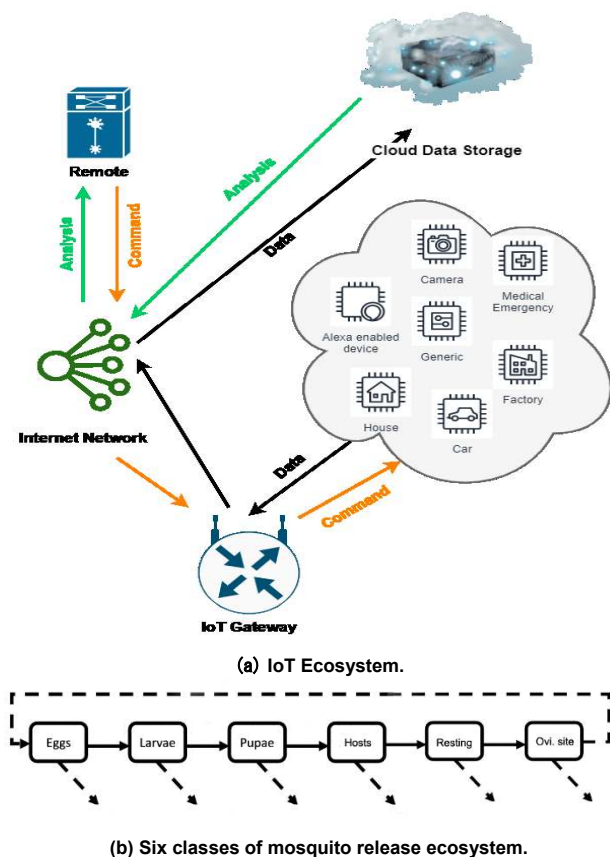 Cloud Data Storage
Remote
Analysis
Analysis
Command
Data
Camera
Medical
Emergency
Alexa enabled
device
Generic
Factory
House
Car
Internet Network
Data
Command
IoT Gateway
(a) IoT Ecosystem.
Eggs
Larvae
Pupae
Hosts
Resting
Ovi. site
(b) Six classes of mosquito release ecosystem.